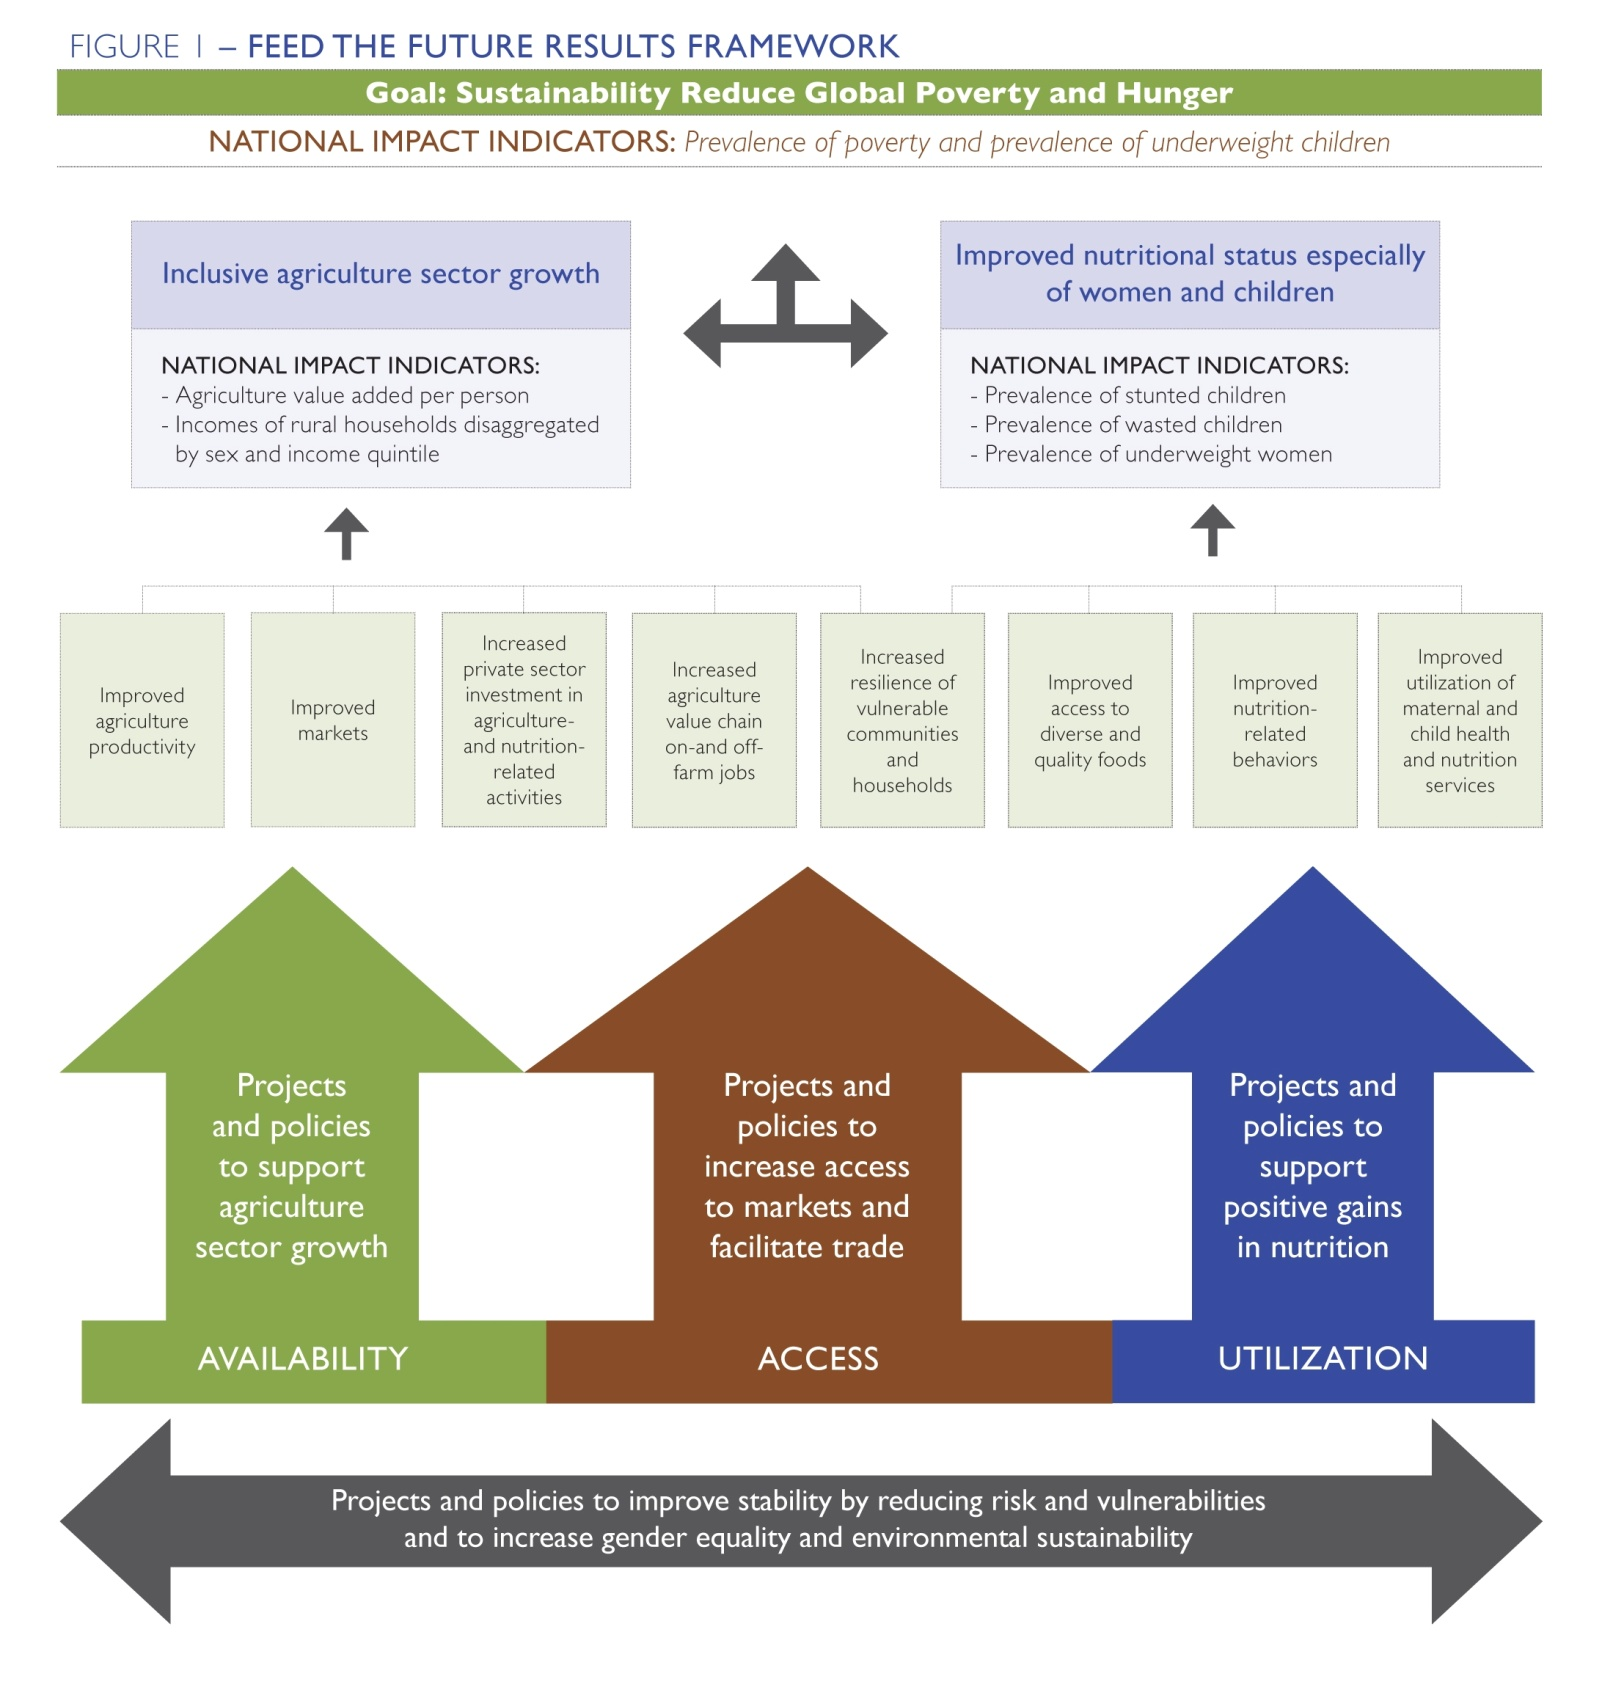 FIGURE 1 – FEED THE FUTURE RESULTS FRAMEWORK
Goal: Sustainability Reduce Global Poverty and Hunger
NATIONAL IMPACT INDICATORS: Prevalence of poverty and prevalence of underweight children
Inclusive agriculture sector growth
NATIONAL IMPACT INDICATORS:
- Agriculture value added per person
- Incomes of rural households disaggregated
by sex and income quintile
Improved nutritional status especially
of women and children
NATIONAL IMPACT INDICATORS:
- Prevalence of stunted children
- Prevalence of wasted children
- Prevalence of underweight women
Improved
agriculture
productivity
Improved
markets
Increased
private sector
investment in
agriculture-
and nutrition-
related
activities
Increased
agriculture
value chain
on-and off-
farm jobs
Increased
resilience of
vulnerable
communities
and
households
Improved
access to
diverse and
quality foods
Improved
nutrition-
related
behaviors
Improved
utilization of
maternal and
child health
and nutrition
services
Projects
and policies
to support
agriculture
sector growth
AVAILABILITY
Projects and
policies to
increase access
to markets and
facilitate trade
ACCESS
Projects and
policies to
support
positive gains
in nutrition
UTILIZATION
Projects and policies to improve stability by reducing risk and vulnerabilities
and to increase gender equality and environmental sustainability